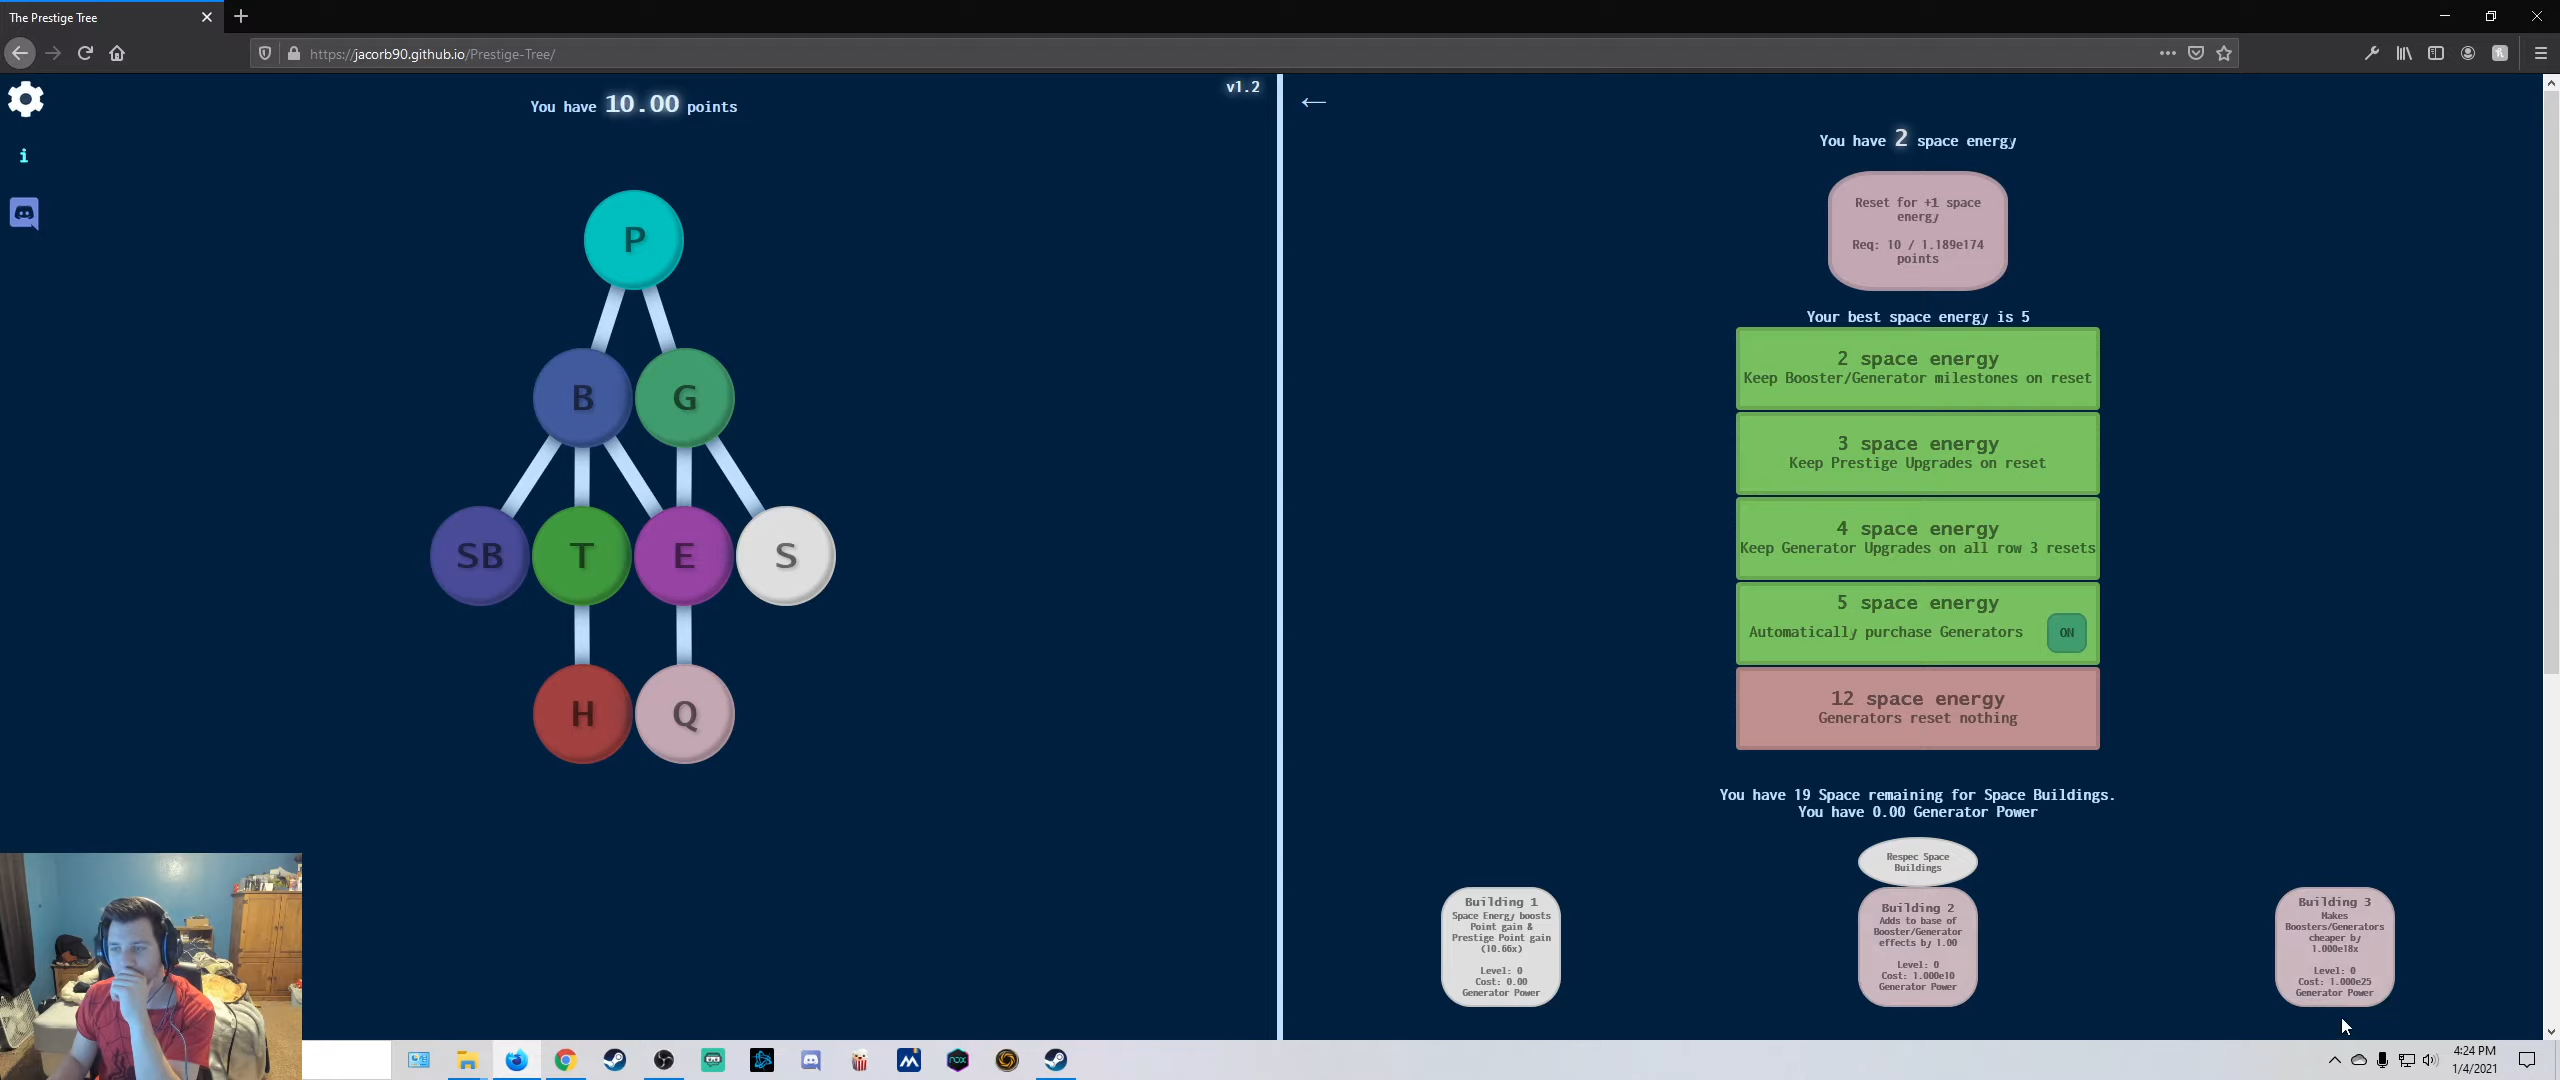 The Prestige Tree
https://jacorb90.github.io/Prestige-Tree/
v1.2
You have 10.00 points
P
B
G
SB
T
E
S
H
Q
You have 2 space energy
Reset for +1 space
energy
Req: 10 / 1.189e174
points
Your best space energy is 5
2 space energy
Keep Booster/Generator milestones on reset
3 space energy
Keep Prestige Upgrades on reset
4 space energy
Keep Generator Upgrades on all row 3 resets
5 space energy
Automatically purchase Generators
ON
12 space energy
Generators reset nothing
You have 19 Space remaining for Space Buildings.
You have 0.00 Generator Power
Respec Space
Buildings
Building 1
Space Energy boosts
Point gain &
Prestige Point gain
(10.66x)
Level: 0
Cost: 0.00
Generator Power
Building 2
Adds to base of
Booster/Generator
effects by 1.00
Level: 0
Cost: 1.000e10
Generator Power
Building 3
Makes
Boosters/Generators
cheaper by
1.000e18x
Level: 0
Cost: 1.000e25
Generator Power
4:24 PM
1/4/2021